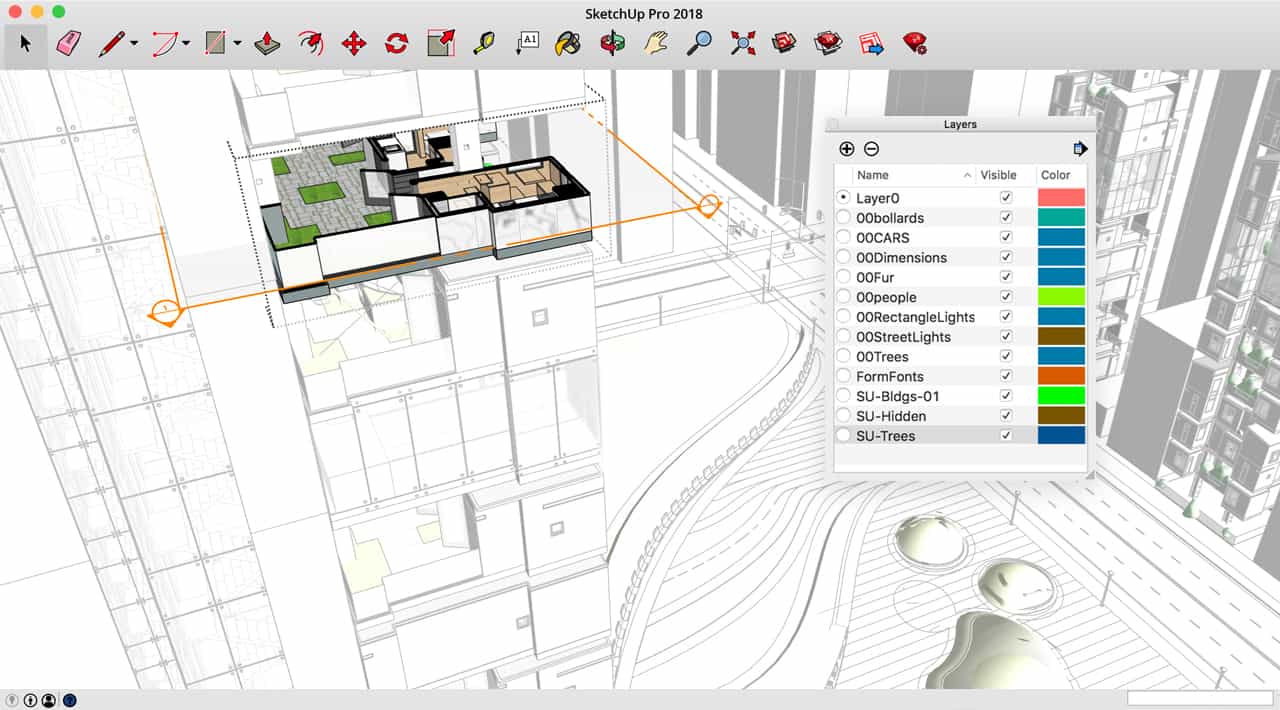 SketchUp Pro 2018
A1
Layers
Name Visible Color
Layer0
00bollards
00CARS
00Dimensions
00Fur
00people
00RectangleLights
00StreetLights
00Trees
FormFonts
SU-Bldgs-01
SU-Hidden
SU-Trees